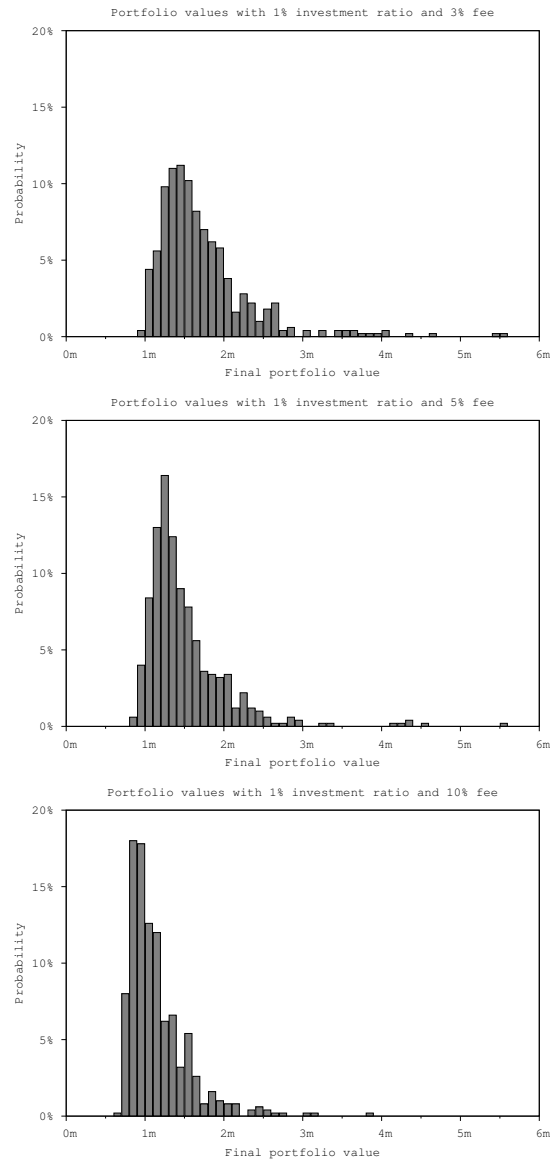 Portfolio values with 1% investment ratio and 3% fee
20%
15%
10%
5%
0%
Probability
0m 1m 2m 3m 4m 5m 6m
Final portfolio value
Portfolio values with 1% investment ratio and 5% fee
20%
15%
10%
5%
0%
Probability
0m 1m 2m 3m 4m 5m 6m
Final portfolio value
Portfolio values with 1% investment ratio and 10% fee
20%
15%
10%
5%
0%
Probability
0m 1m 2m 3m 4m 5m 6m
Final portfolio value